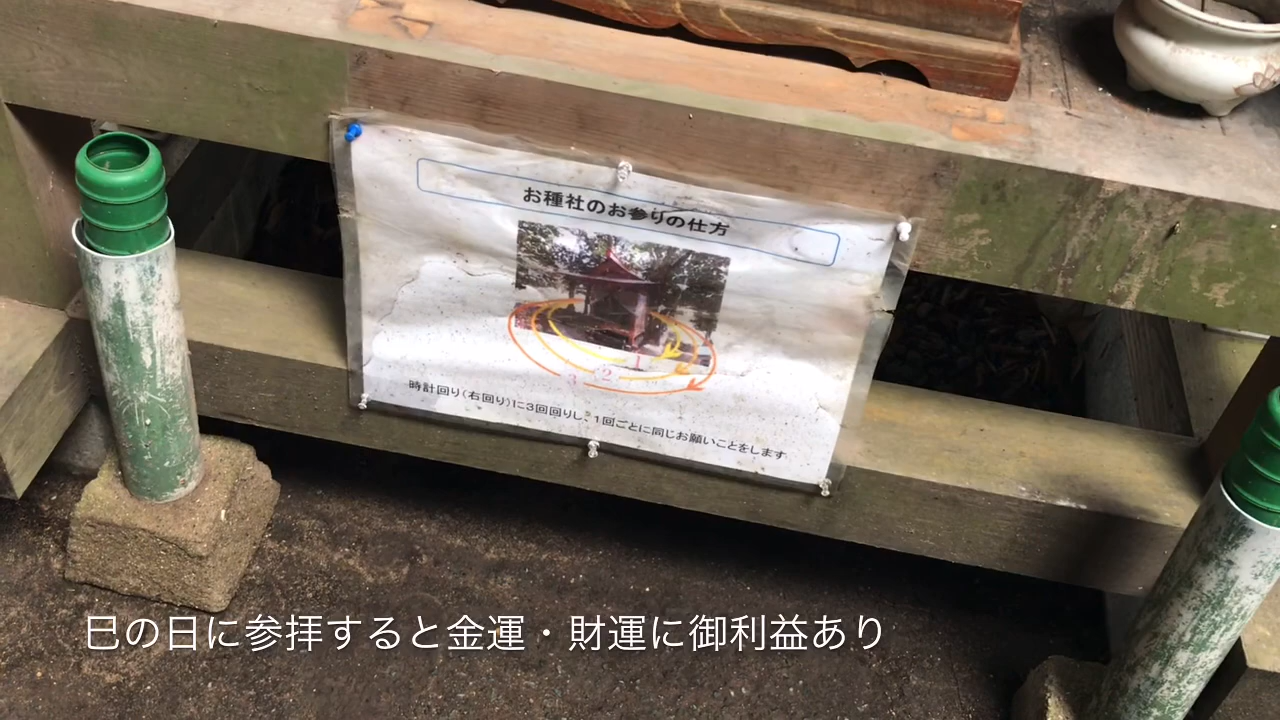 お種社のお参りの仕方
1
2
3
時計回り(右回り)に3回回りし、1回ごとに同じお願いことをします
巳の日に参拝すると金運・財運に御利益あり